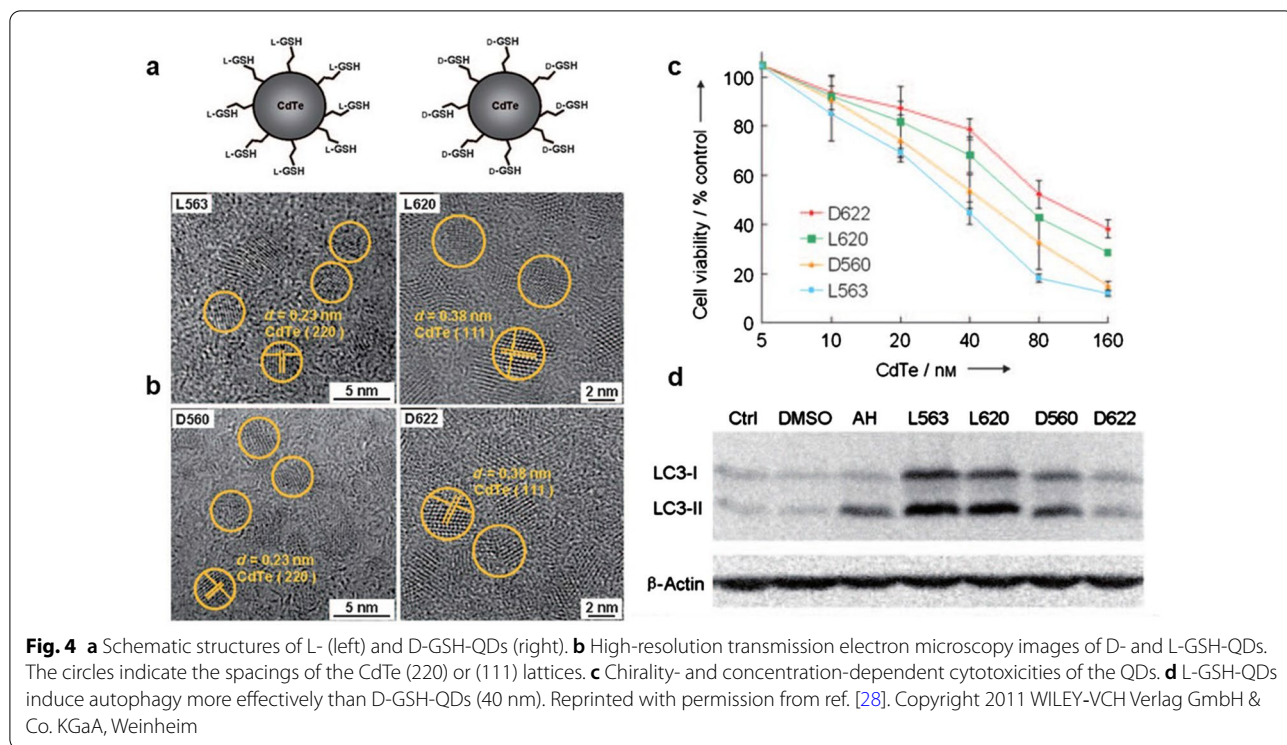 a
L-GSH
L-GSH
L-GSH
L-GSH
L-GSH
L-GSH
L-GSH
L-GSH
CdTe
D-GSH
D-GSH
D-GSH
D-GSH
D-GSH
D-GSH
D-GSH
D-GSH
CdTe
b
L563
d = 0.23 nm
CdTe (220)
5 nm
L620
d = 0.38 nm
CdTe (111)
2 nm
D560
d = 0.23 nm
CdTe (220)
5 nm
D622
d = 0.38 nm
CdTe (111)
2 nm
c
Cell viability / % control
100
80
60
40
20
0
D622
L620
D560
L563
5 10 20 40 80 160
CdTe / nM
d
Ctrl DMSO AH L563 L620 D560 D622
LC3-I
LC3-II
β-Actin
Fig. 4 a Schematic structures of L- (left) and D-GSH-QDs (right). b High-resolution transmission electron microscopy images of D- and L-GSH-QDs.
The circles indicate the spacings of the CdTe (220) or (111) lattices. c Chirality- and concentration-dependent cytotoxicities of the QDs. d L-GSH-QDs
induce autophagy more effectively than D-GSH-QDs (40 nm). Reprinted with permission from ref. [28]. Copyright 2011 WILEY-VCH Verlag GmbH &
Co. KGaA, Weinheim